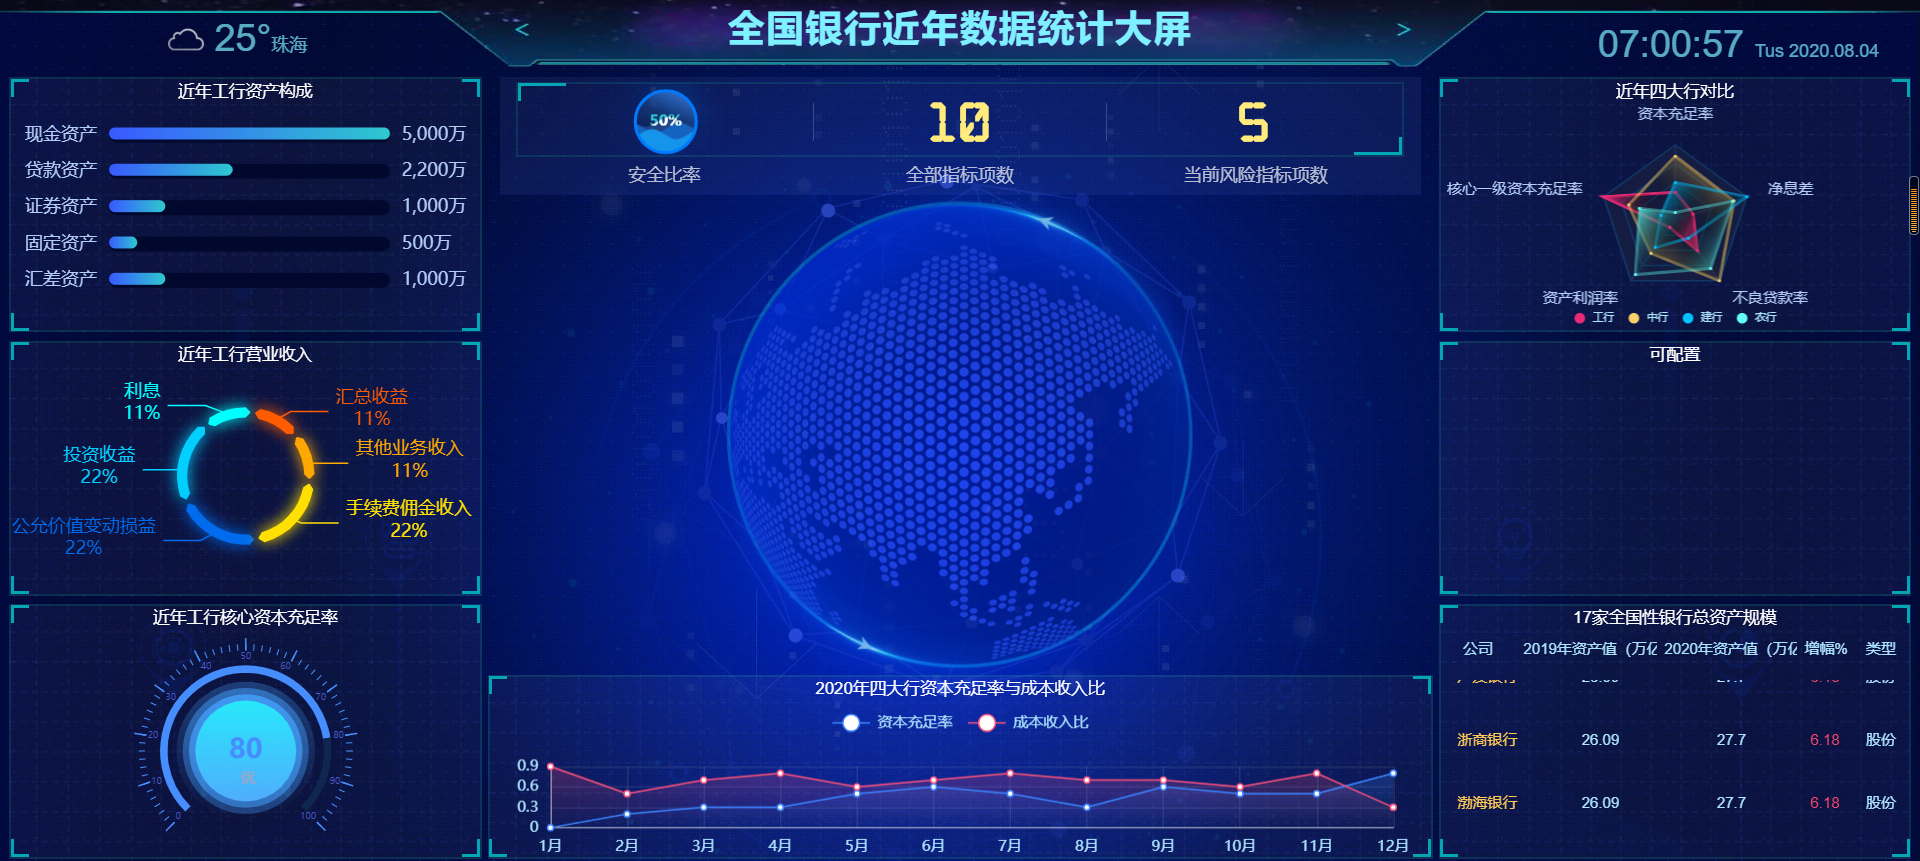 25°珠海
<
全国银行近年数据统计大屏
>
07:00:57 Tus 2020.08.04
近年工行资产构成
现金资产 5,000万
贷款资产 2,200万
证券资产 1,000万
固定资产 500万
汇差资产 1,000万
近年工行营业收入
利息
11%
汇总收益
11%
其他业务收入
11%
投资收益
22%
手续费佣金收入
22%
公允价值变动损益
22%
近年工行核心资本充足率
0
10
20
30
40
50
60
70
80
90
100
80
优
50%
10
5
安全比率
全部指标项数
当前风险指标项数
2020年四大行资本充足率与成本收入比
资本充足率 成本收入比
0.9
0.6
0.3
0
1月 2月 3月 4月 5月 6月 7月 8月 9月 10月 11月 12月
近年四大行对比
资本充足率
核心一级资本充足率
净息差
资产利润率
不良贷款率
工行 中行 建行 农行
可配置
17家全国性银行总资产规模
公司 2019年资产值（万亿 2020年资产值（万亿 增幅% 类型
浙商银行 26.09 27.7 6.18 股份
渤海银行 26.09 27.7 6.18 股份